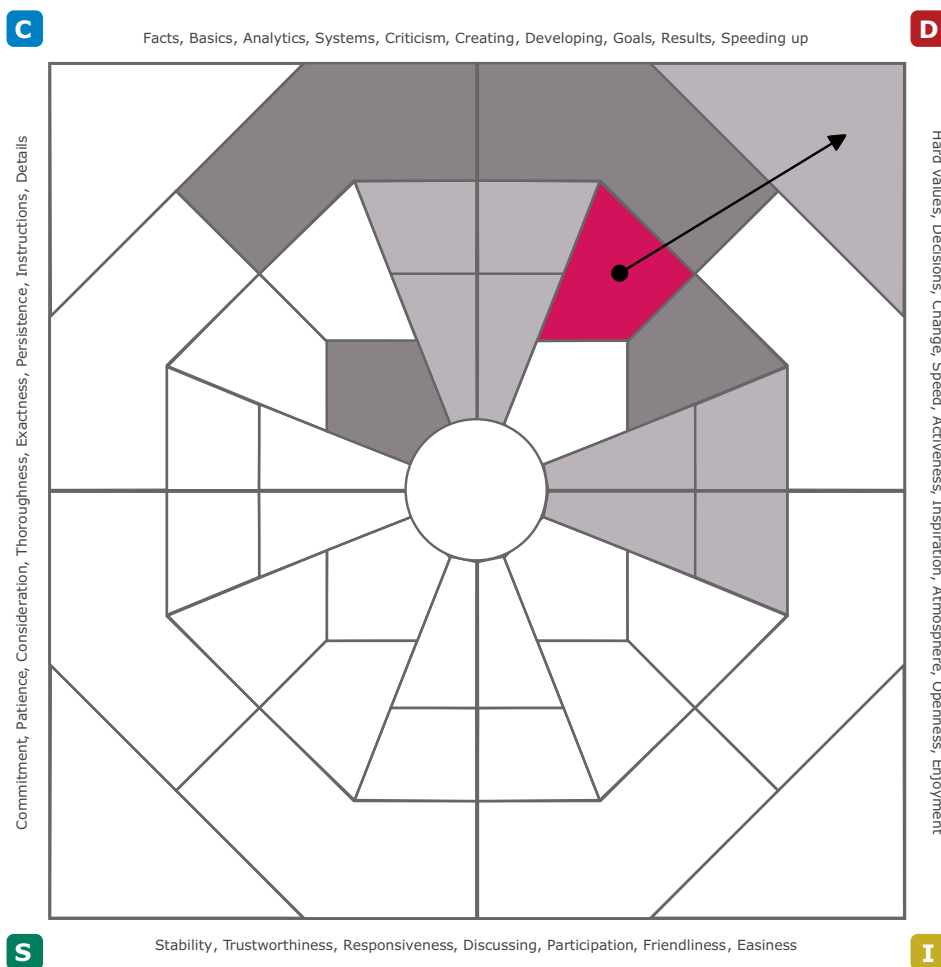 C
D
Facts, Basics, Analytics, Systems, Criticism, Creating, Developing, Goals, Results, Speeding up
Commitment, Patience, Consideration, Thoroughness, Exactness, Persistence, Instructions, Details
Hard values, Decisions, Change, Speed, Activeness, Inspiration, Atmosphere, Openness, Enjoyment
Stability, Trustworthiness, Responsiveness, Discussing, Participation, Friendliness, Easiness
S
I